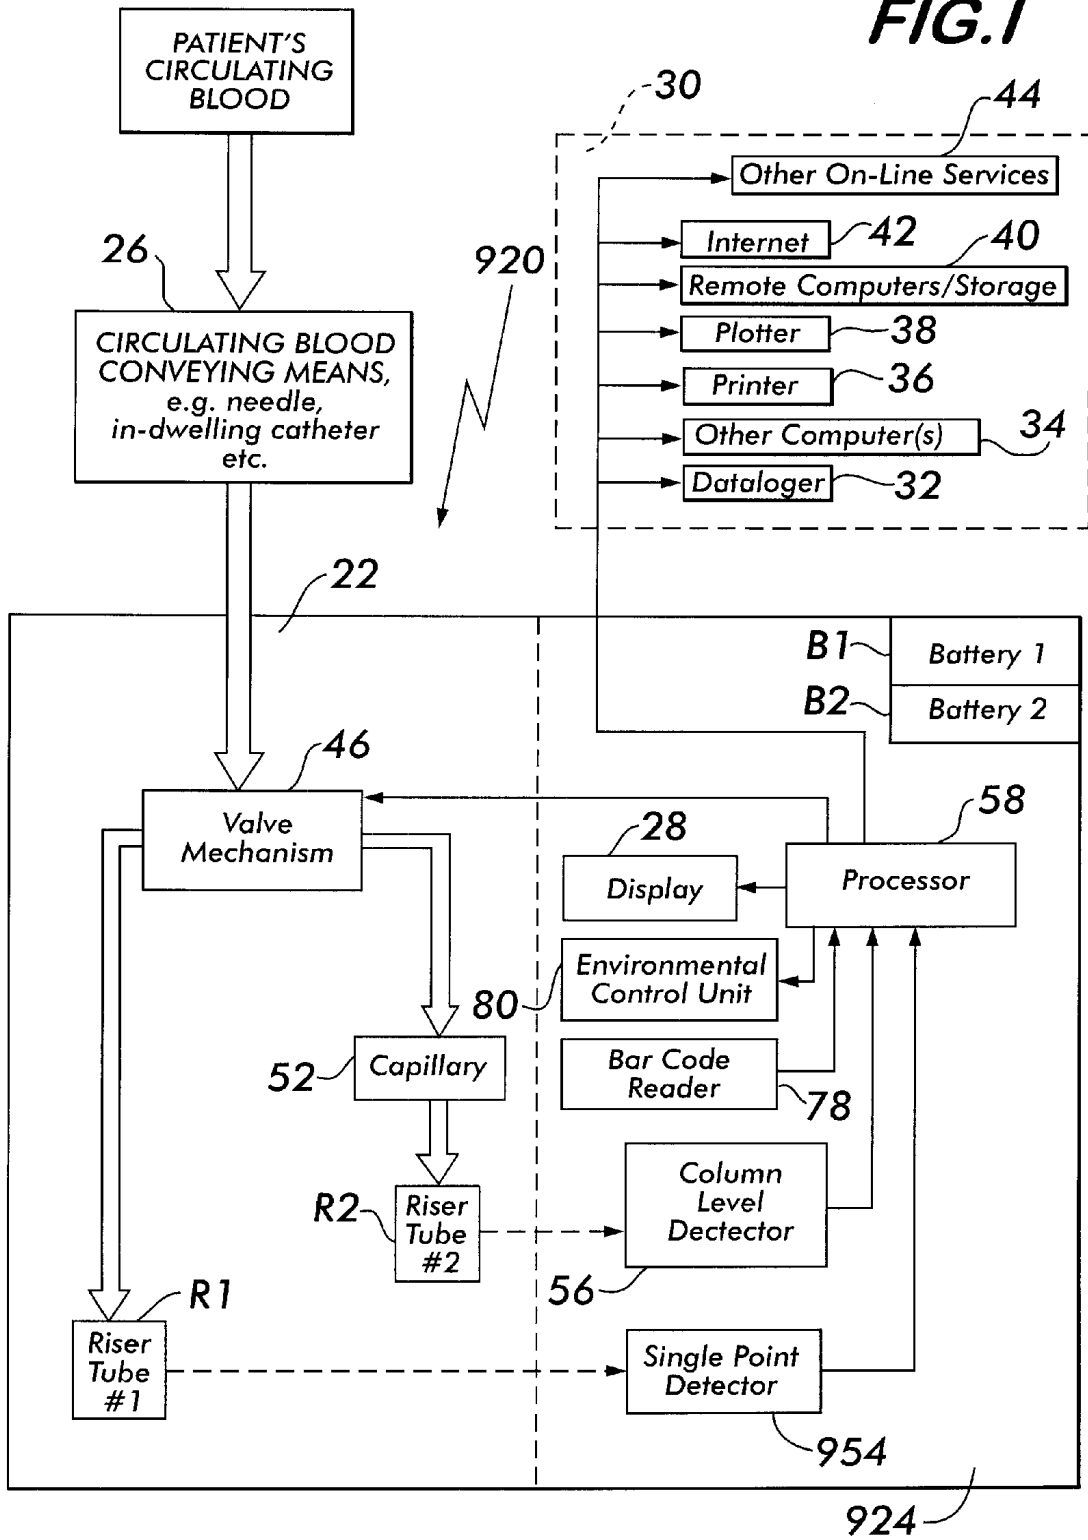 FIG.1
PATIENT'S
CIRCULATING
BLOOD
30
44
Other On-Line Services
Internet
42
40
Remote Computers/Storage
Plotter
38
Printer
36
Other Computer(s)
34
Dataloger
32
26
920
CIRCULATING BLOOD
CONVEYING MEANS,
e.g. needle,
in-dwelling catheter
etc.
22
B1
Battery 1
B2
Battery 2
46
Valve
Mechanism
58
Processor
28
Display
Environmental
Control Unit
80
Bar Code
Reader
78
52
Capillary
R2
Riser
Tube
#2
Column
Level
Dectector
56
R1
Riser
Tube
#1
Single Point
Detector
954
924